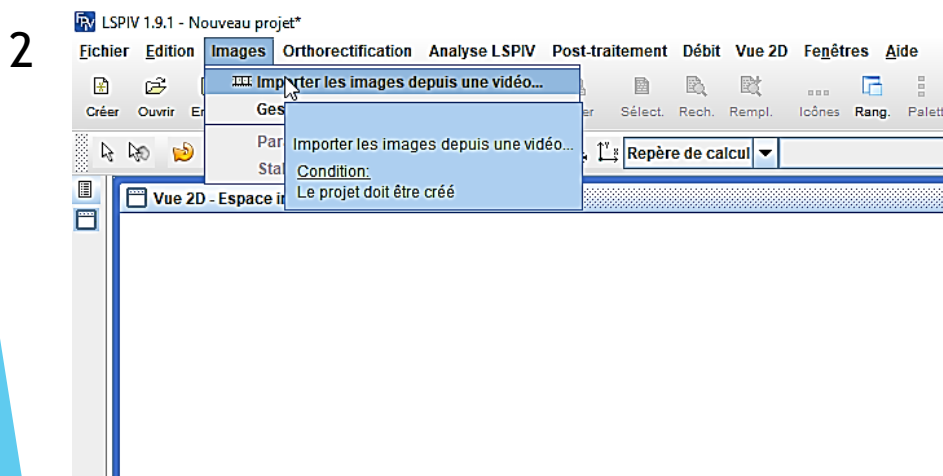 2
LSPIV 1.9.1 - Nouveau projet*
Fichier Edition Images Orthorectification Analyse LSPIV Post-traitement Débit Vue 2D Fenêtres Aide
Importer les images depuis une vidéo...
Créer Ouvrir Ges Sélect. Rech. Rempl. Icônes Rang.
Importer les images depuis une vidéo...
Repère de calcul
Condition:
Le projet doit être créé
Vue 2D - Espace